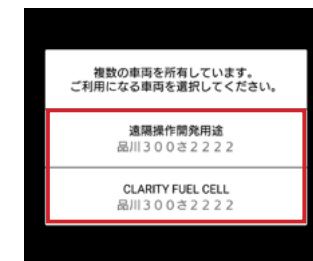 複数の車両を所有しています。
ご利用になる車両を選択してください。
遠隔操作開発用途
品川３００さ２２２２
CLARITY FUEL CELL
品川３００さ２２２２